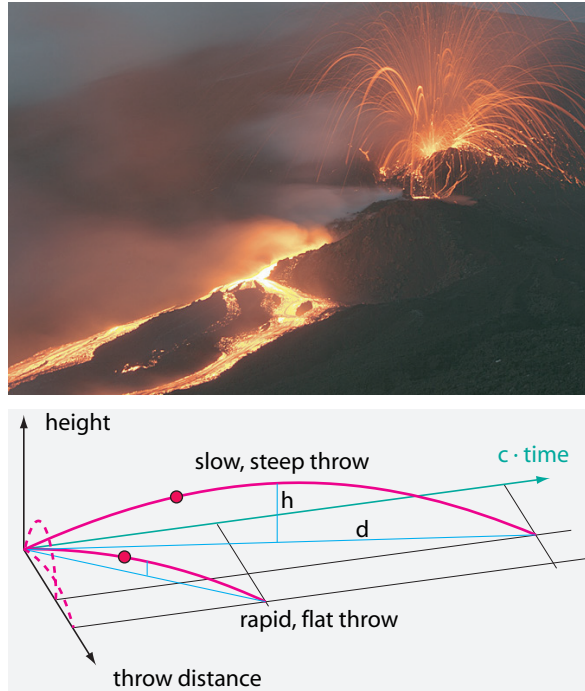 height
slow, steep throw
c · time
h
d
rapid, flat throw
throw distance